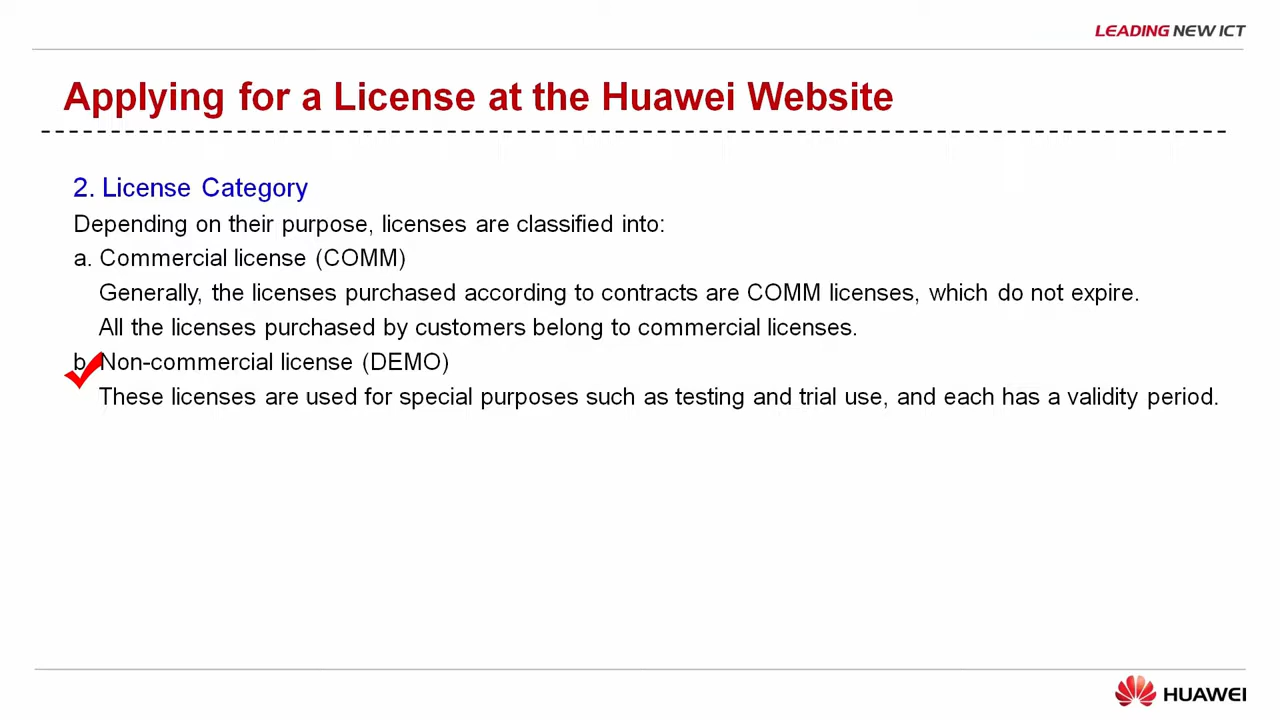 LEADING NEW ICT
Applying for a License at the Huawei Website
2. License Category
Depending on their purpose, licenses are classified into:
a. Commercial license (COMM)
Generally, the licenses purchased according to contracts are COMM licenses, which do not expire.
All the licenses purchased by customers belong to commercial licenses.
b. Non-commercial license (DEMO)
These licenses are used for special purposes such as testing and trial use, and each has a validity period.
HUAWEI